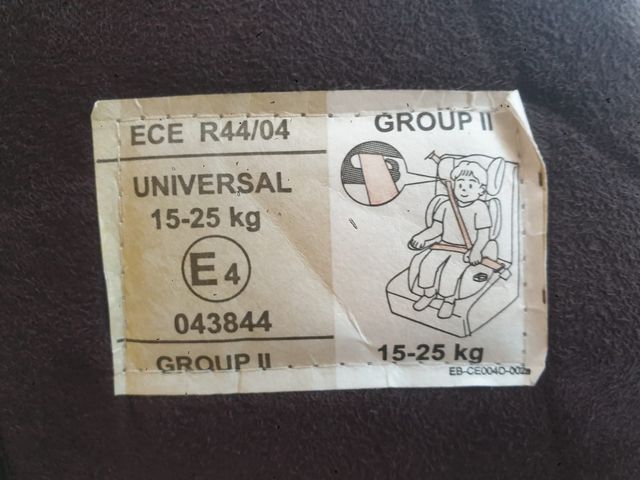 ECE R44/04
UNIVERSAL
15-25 kg
E4
043844
GROUP II
GROUP II
15-25 kg
EB-CE004D-002a